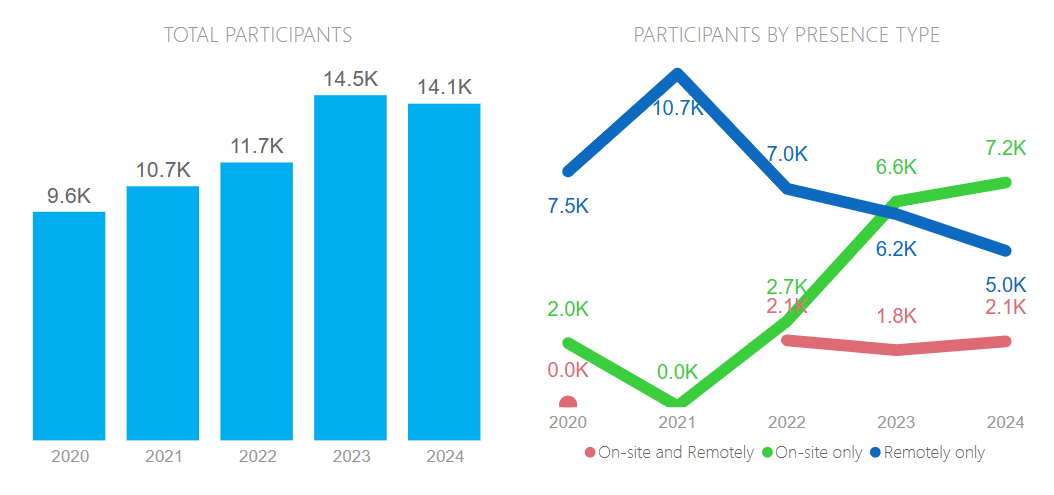 TOTAL PARTICIPANTS
14.5K
14.1K
11.7K
10.7K
9.6K
2020 2021 2022 2023 2024
PARTICIPANTS BY PRESENCE TYPE
10.7K
7.0K
7.2K
6.6K
7.5K
6.2K
2.7K
5.0K
2.0K
2.1K
1.8K
2.1K
0.0K
0.0K
2020 2021 2022 2023 2024
On-site and Remotely On-site only Remotely only